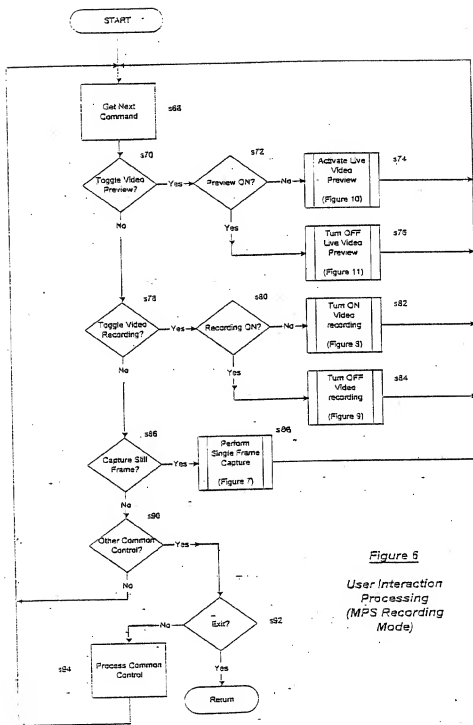 START
Get Next
Command
s68
s70
Toggle Video
Preview?
Yes
s72
Preview ON?
No
Activate Live
Video
Preview
(Figure 10)
s74
Yes
Turn OFF
Live Video
Preview
(Figure 11)
s76
No
s78
Toggle Video
Recording?
Yes
s80
Recording ON?
No
Turn ON
Video
recording
(Figure 8)
s82
Yes
Turn OFF
Video
recording
(Figure 9)
s84
No
s86
Capture Still
Frame?
Yes
s86
Perform
Single Frame
Capture
(Figure 7)
No
s90
Other Common
Control?
Yes
No
Exit?
s92
No
Yes
s94
Process Common
Control
Return
Figure 6
User Interaction
Processing
(MPS Recording
Mode)